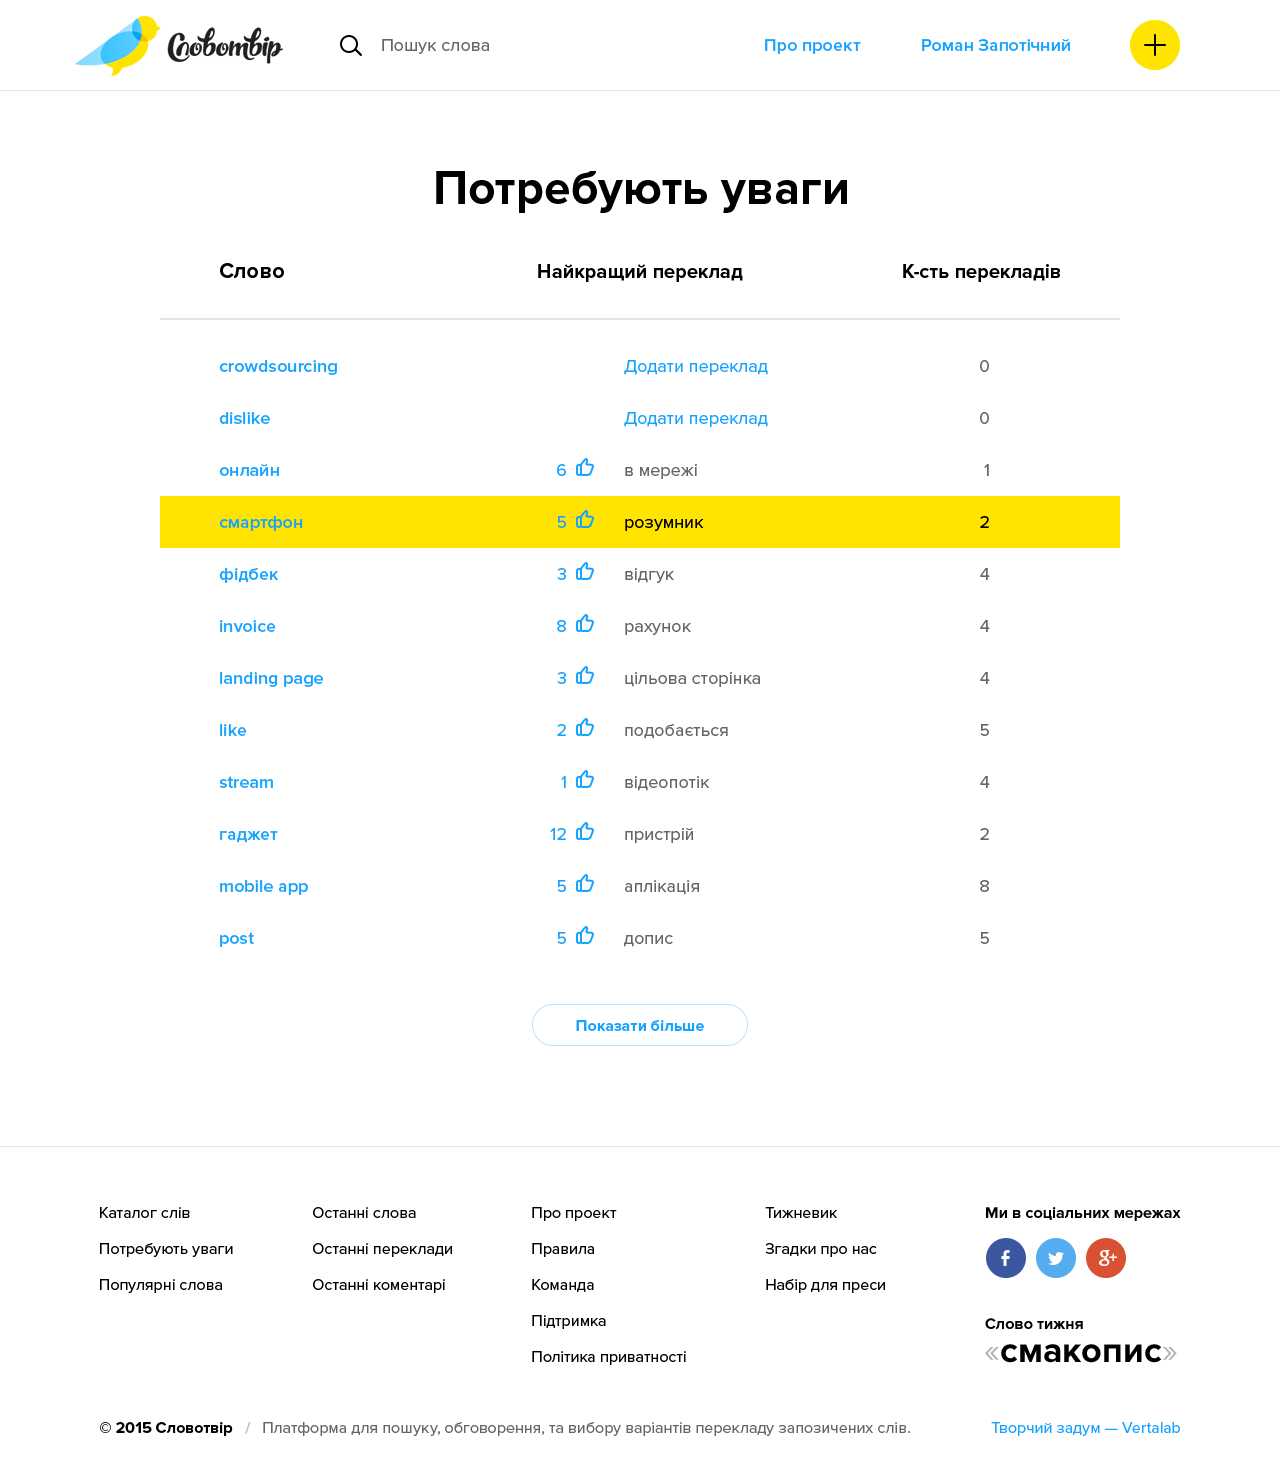 Словотвір Пошук слова Про проект Роман Запотічний
Потребують уваги
Слово Найкращий переклад К-сть перекладів
crowdsourcing Додати переклад 0
dislike Додати переклад 0
онлайн 6 в мережі 1
смартфон 5 розумник 2
фідбек 3 відгук 4
invoice 8 рахунок 4
landing page 3 цільова сторінка 4
like 2 подобається 5
stream 1 відеопотік 4
гаджет 12 пристрій 2
mobile app 5 аплікація 8
post 5 допис 5
Показати більше
Каталог слів Останні слова Про проект Тижневик Ми в соціальних мережах
Потребують уваги Останні переклади Правила Згадки про нас
Популярні слова Останні коментарі Команда Набір для преси
Підтримка
Слово тижня
Політика приватності «смакопис»
© 2015 Словотвір / Платформа для пошуку, обговорення, та вибору варіантів перекладу запозичених слів. Творчий задум — Vertalab